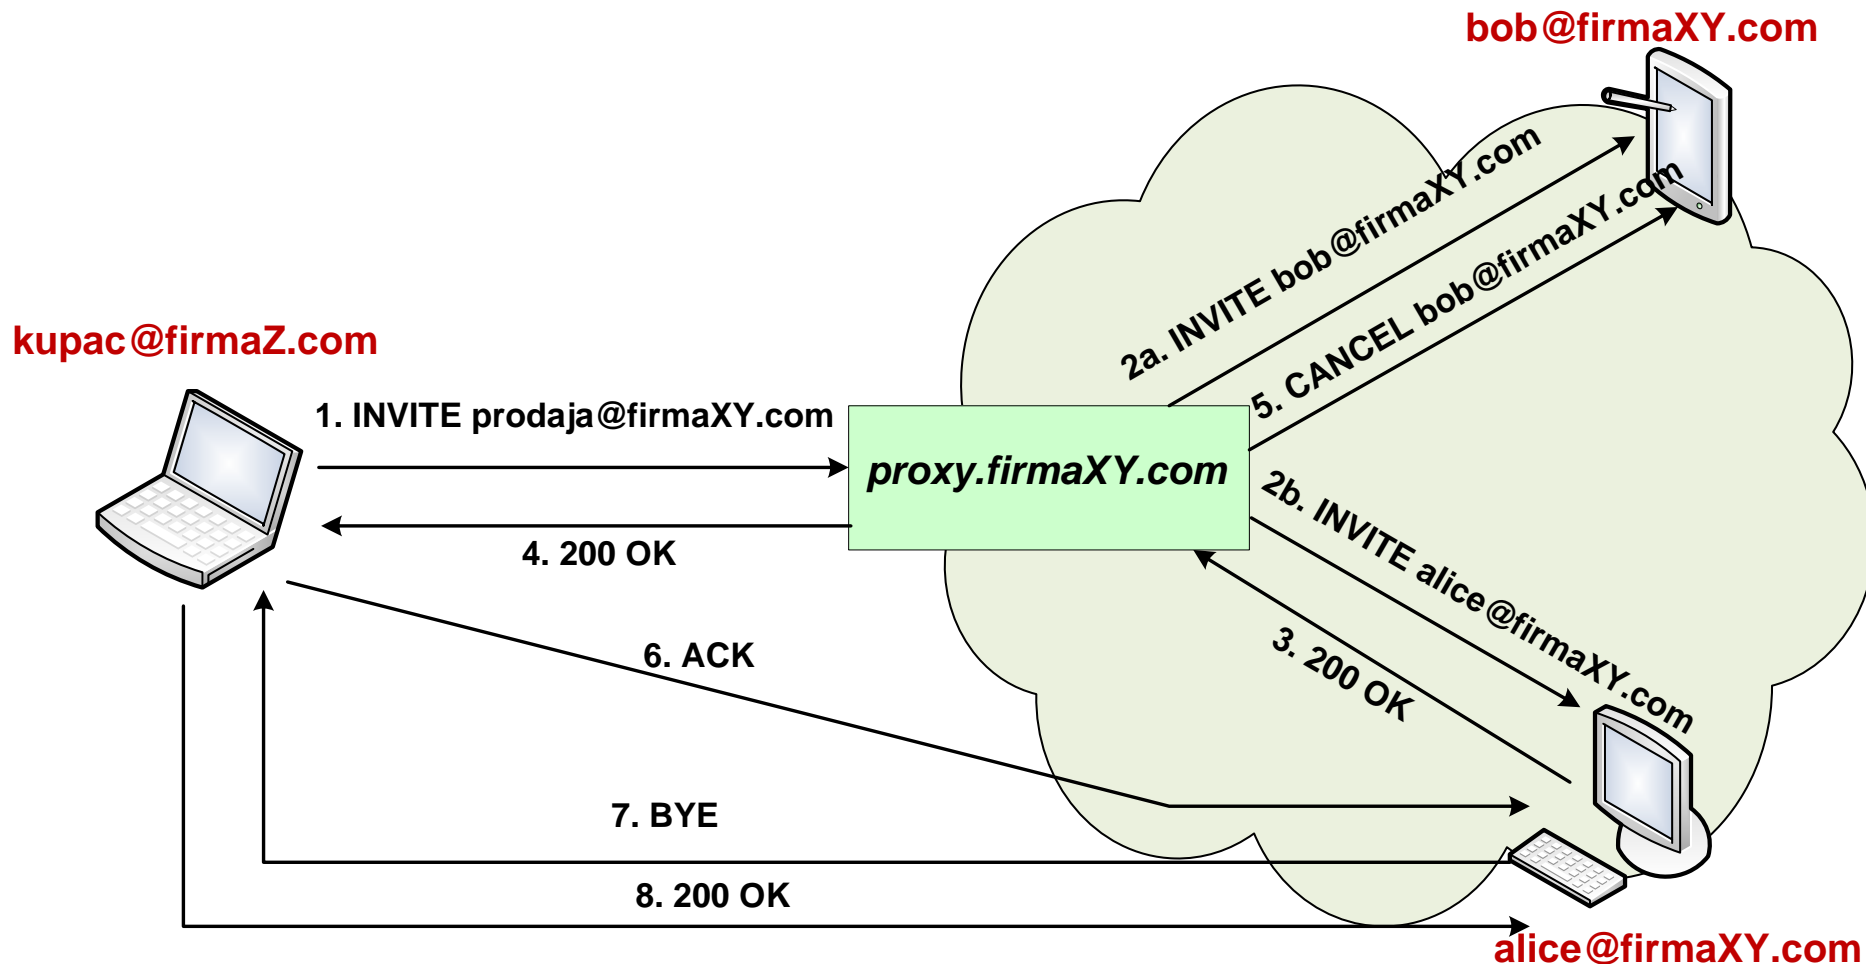 bob@firmaXY.com
2a. INVITE bob@firmaXY.com
5. CANCEL bob@firmaXY.com
kupac@firmaZ.com
1. INVITE prodaja@firmaXY.com
proxy.firmaXY.com
2b. INVITE alice@firmaXY.com
4. 200 OK
3. 200 OK
6. ACK
7. BYE
8. 200 OK
alice@firmaXY.com